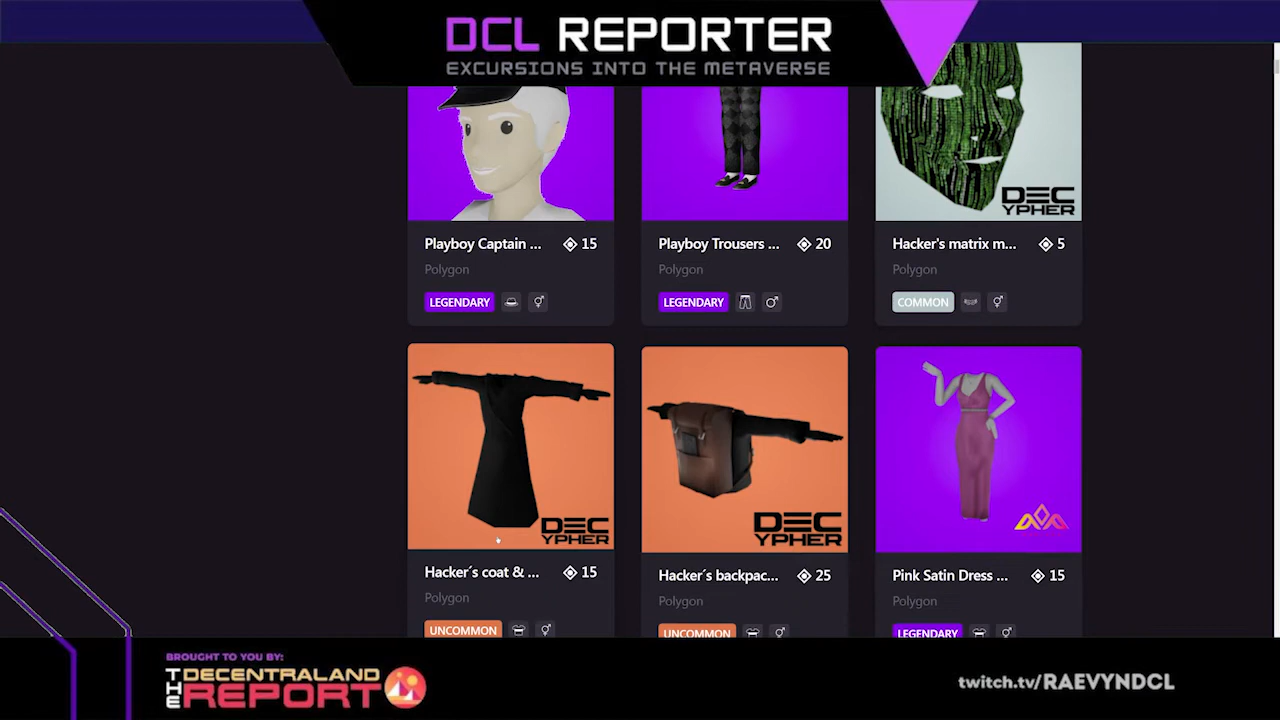 DCL REPORTER
EXCURSIONS INTO THE METAVERSE
DEC
YPHER
Playboy Captain ... 15
Polygon
LEGENDARY
Playboy Trousers ... 20
Polygon
LEGENDARY
Hacker's matrix m... 5
Polygon
COMMON
DEC
YPHER
Hacker´s coat & ... 15
Polygon
UNCOMMON
DEC
YPHER
Hacker´s backpac... 25
Polygon
UNCOMMON
Pink Satin Dress ... 15
Polygon
LEGENDARY
BROUGHT TO YOU BY:
THE DECENTRALAND
REPORT
twitch.tv/RAEVYNDCL